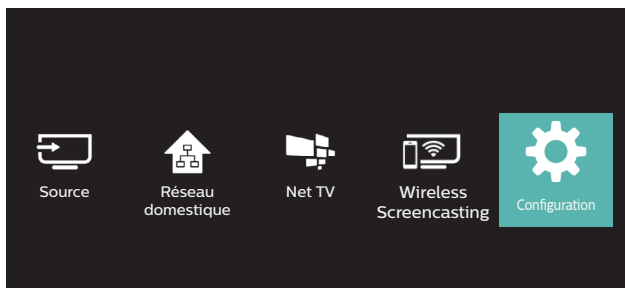 Source
Réseau
domestique
Net TV
Wireless
Screencasting
Configuration